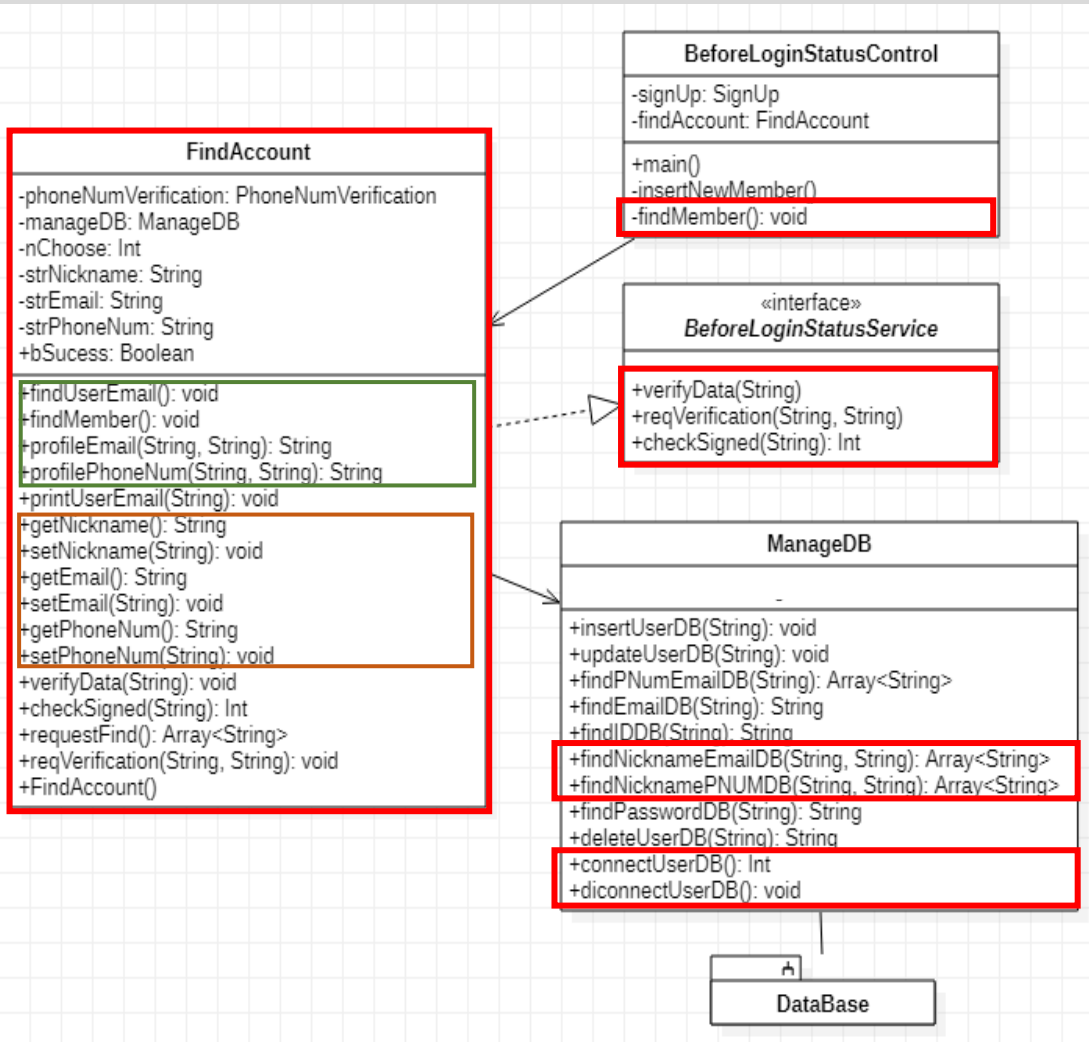 BeforeLoginStatusControl
-signUp: SignUp
-findAccount: FindAccount
+main()
-insertNewMember()
-findMember(): void
FindAccount
-phoneNumVerification: PhoneNumVerification
-manageDB: ManageDB
-nChoose: Int
-strNickname: String
-strEmail: String
-strPhoneNum: String
+bSucess: Boolean
+findUserEmail(): void
+findMember(): void
+profileEmail(String, String): String
+profilePhoneNum(String, String): String
+printUserEmail(String): void
+getNickname(): String
+setNickname(String): void
+getEmail(): String
+setEmail(String): void
+getPhoneNum(): String
+setPhoneNum(String): void
+verifyData(String): void
+checkSigned(String): Int
+requestFind(): Array<String>
+reqVerification(String, String): void
+FindAccount()
«interface»
BeforeLoginStatusService
+verifyData(String)
+reqVerification(String, String)
+checkSigned(String): Int
ManageDB
-
+insertUserDB(String): void
+updateUserDB(String): void
+findPNumEmailDB(String): Array<String>
+findEmailDB(String): String
+findIDDB(String): String
+findNicknameEmailDB(String, String): Array<String>
+findNicknamePNUMDB(String, String): Array<String>
+findPasswordDB(String): String
+deleteUserDB(String): String
+connectUserDB(): Int
+diconnectUserDB(): void
DataBase